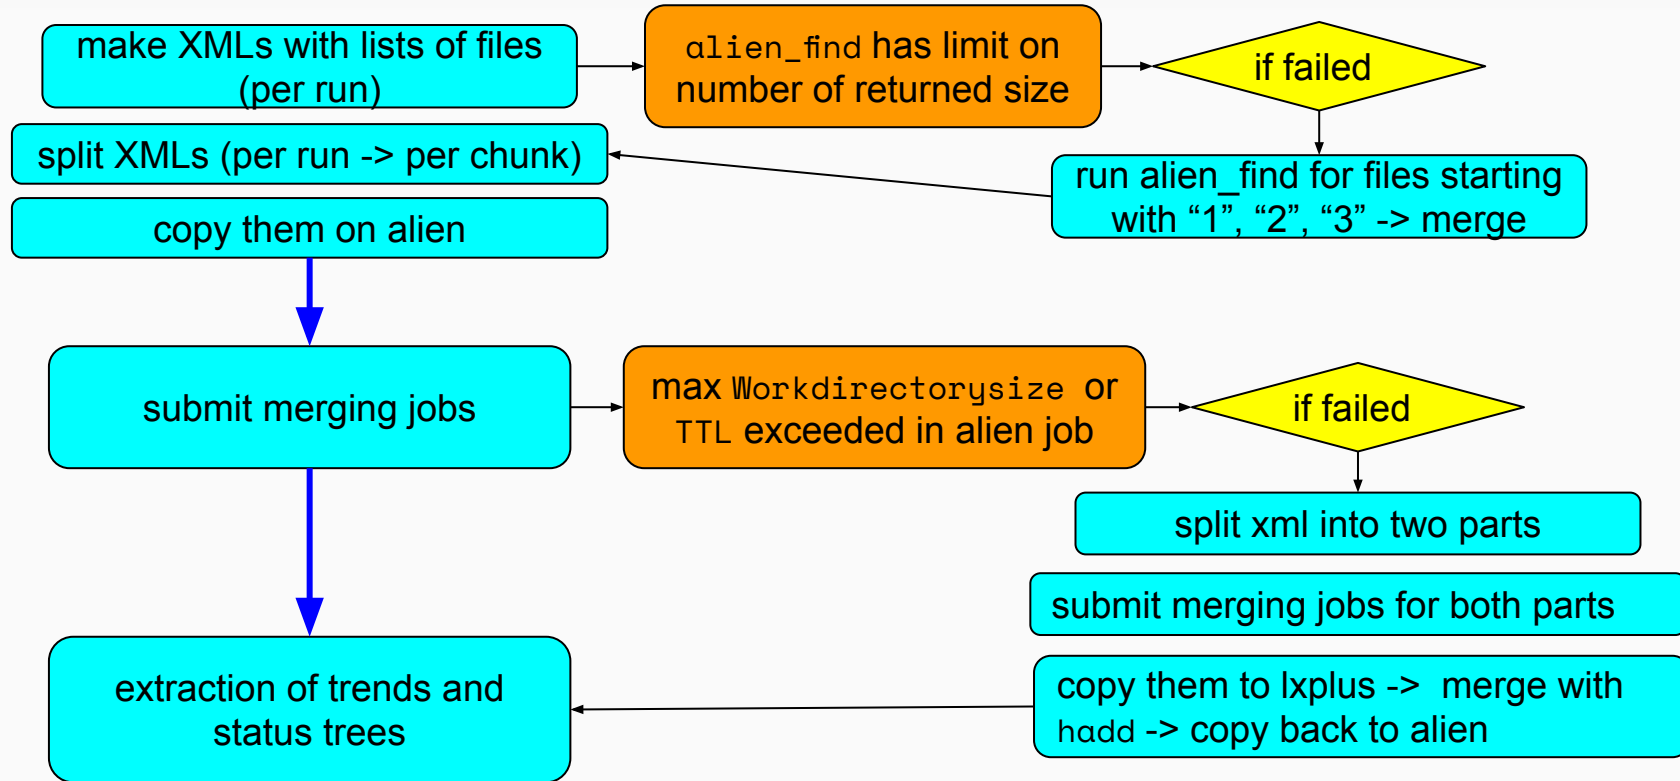 make XMLs with lists of files
(per run)
alien_find has limit on
number of returned size
if failed
split XMLs (per run -> per chunk)
run alien_find for files starting
with “1”, “2”, “3” -> merge
copy them on alien
submit merging jobs
max Workdirectorysize or
TTL exceeded in alien job
if failed
split xml into two parts
submit merging jobs for both parts
extraction of trends and
status trees
copy them to lxplus -> merge with
hadd -> copy back to alien